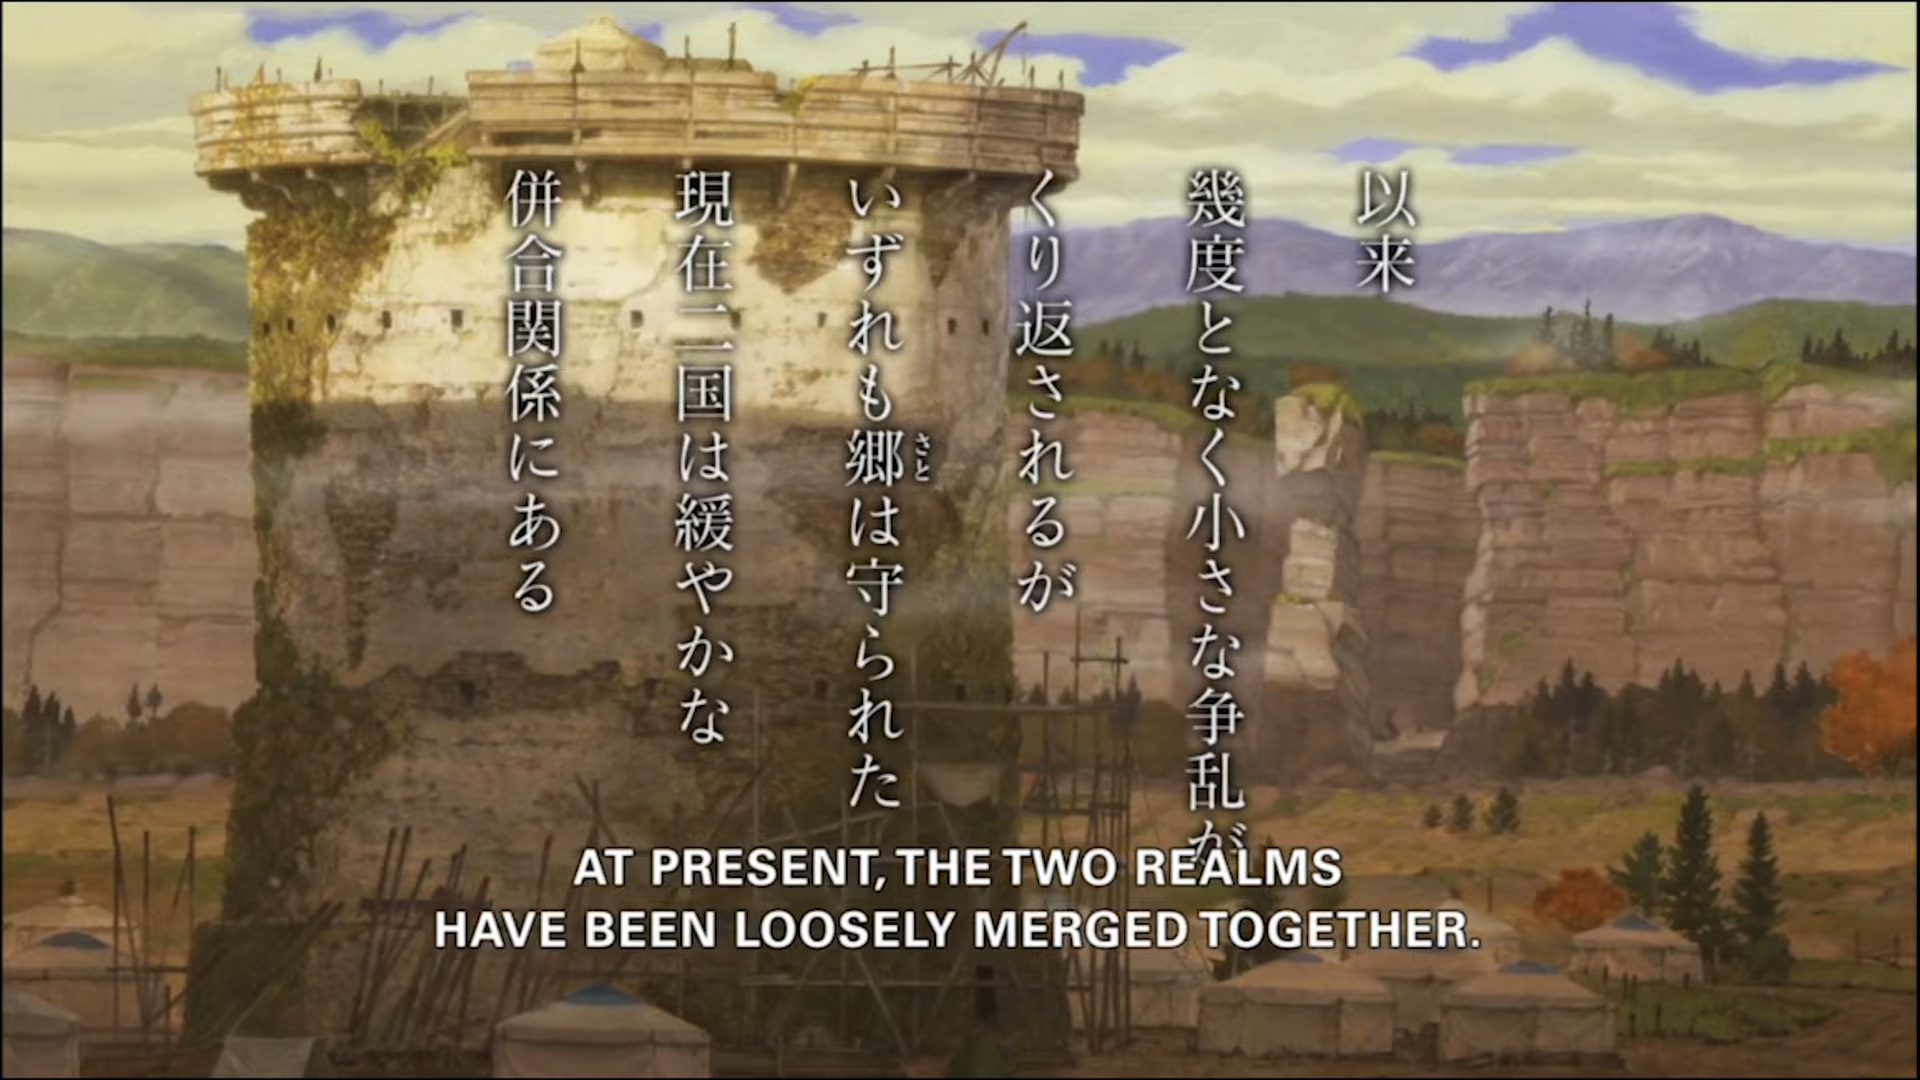 以来
幾度となく小さな争乱が
くり返されるが
いずれも郷は守られた
さと
現在二国は緩やかな
併合関係にある
AT PRESENT, THE TWO REALMS
HAVE BEEN LOOSELY MERGED TOGETHER.